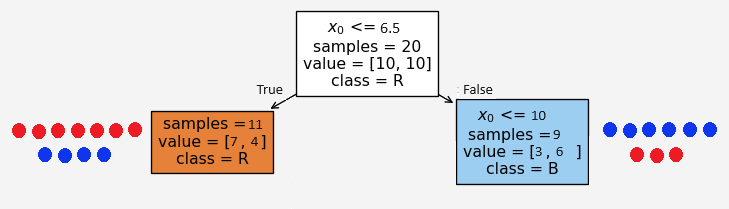 x₀ <= 6.5
samples = 20
value = [10, 10]
class = R
True
: False
samples = 11
value = [7, 4]
class = R
x₀ <= 10
samples = 9
value = [3, 6 ]
class = B